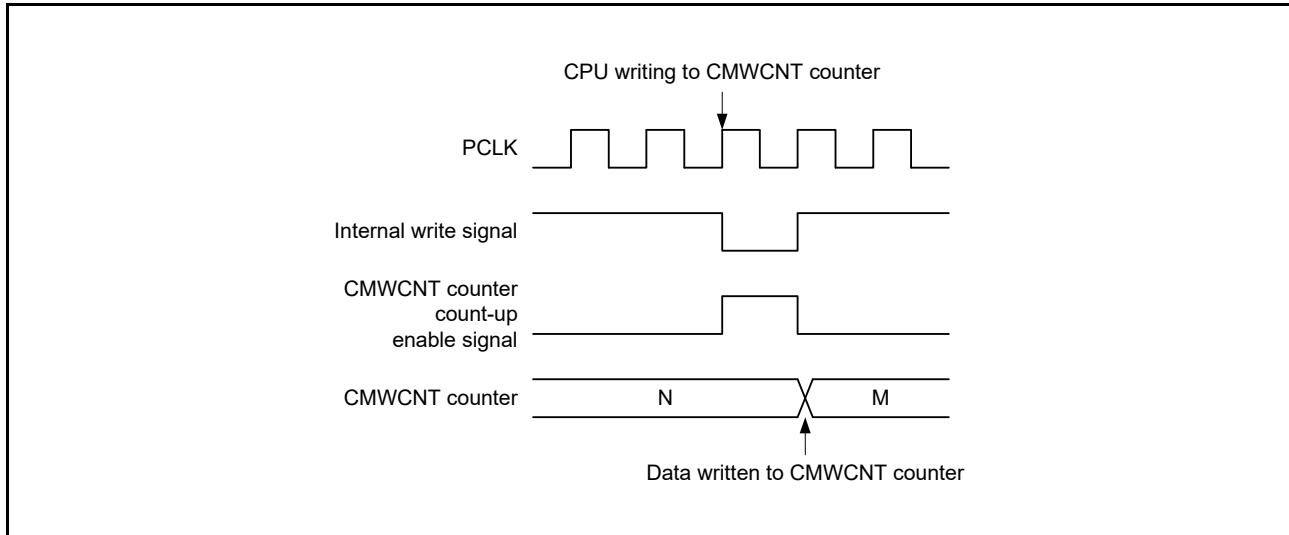 CPU writing to CMWCNT counter
PCLK
Internal write signal
CMWCNT counter
count-up
enable signal
CMWCNT counter
N
M
Data written to CMWCNT counter